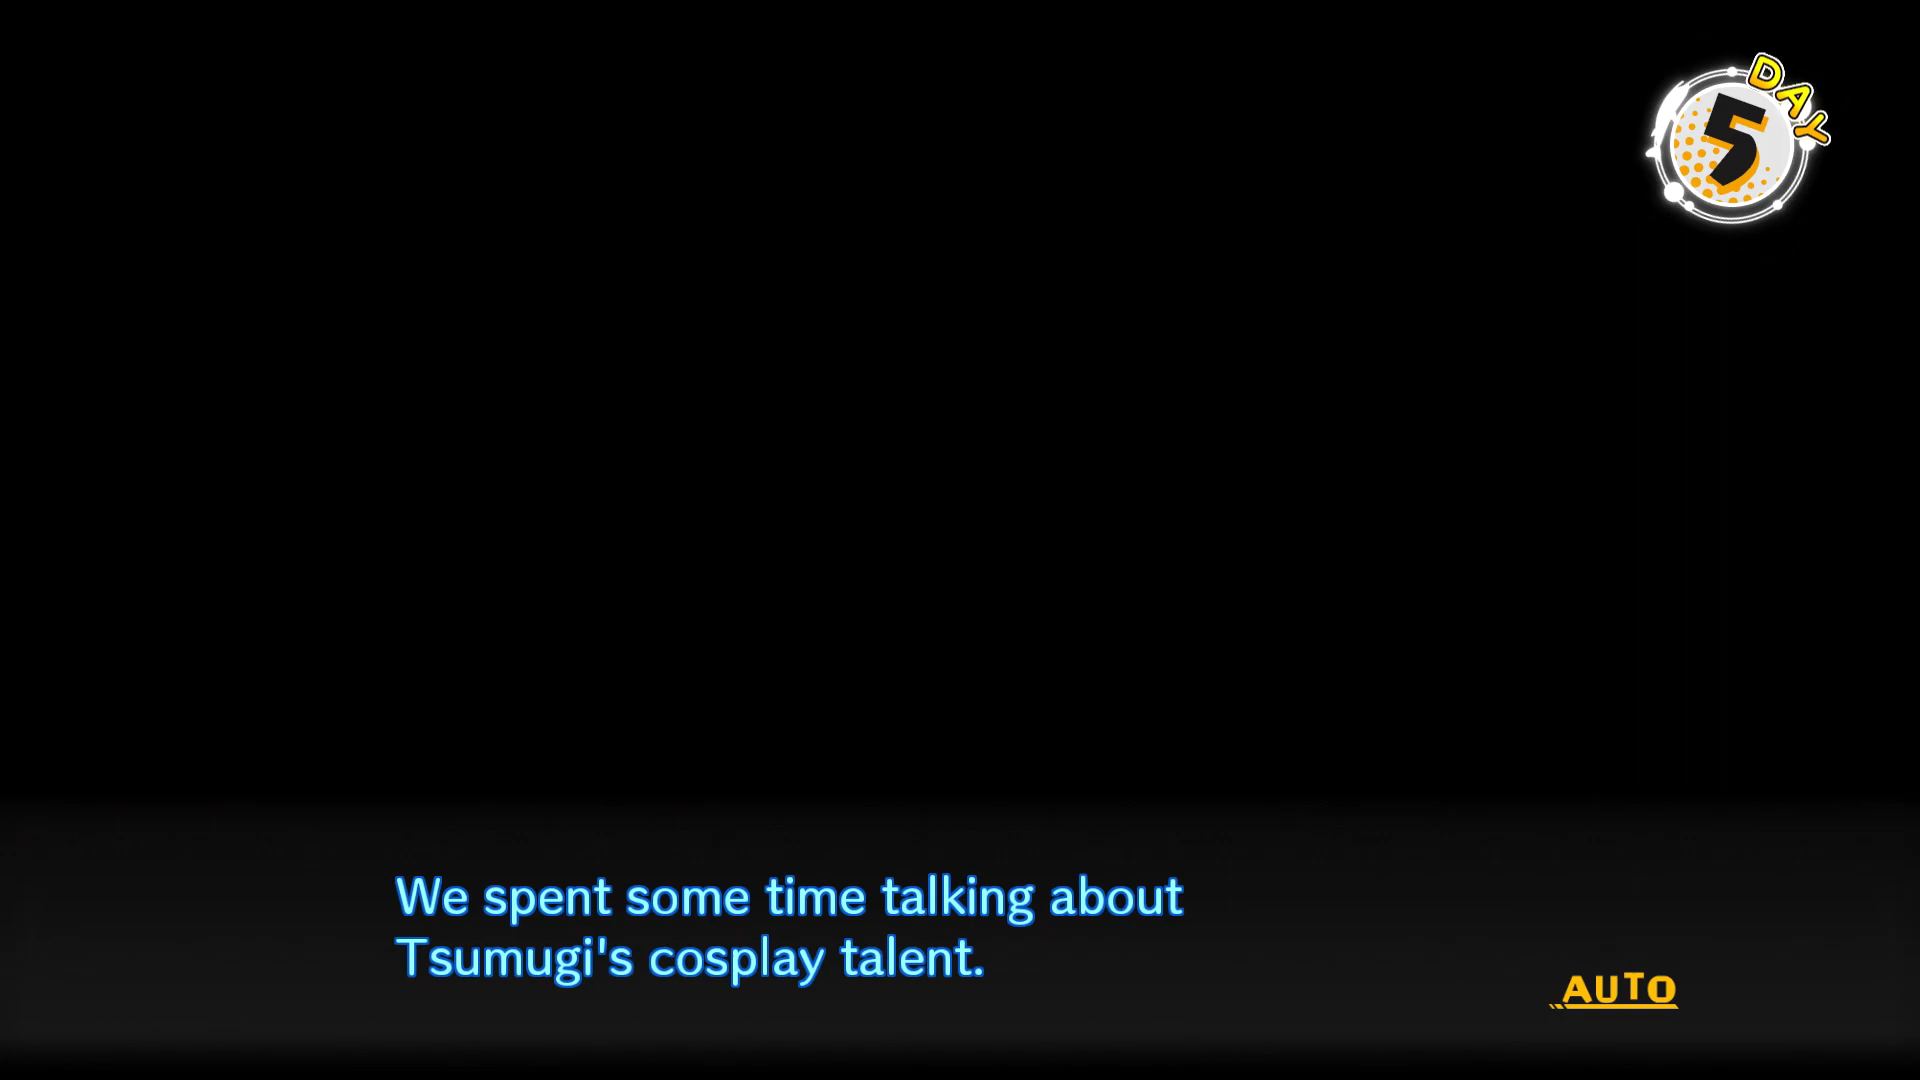 DAY
5
We spent some time talking about
Tsumugi's cosplay talent.
AUTO